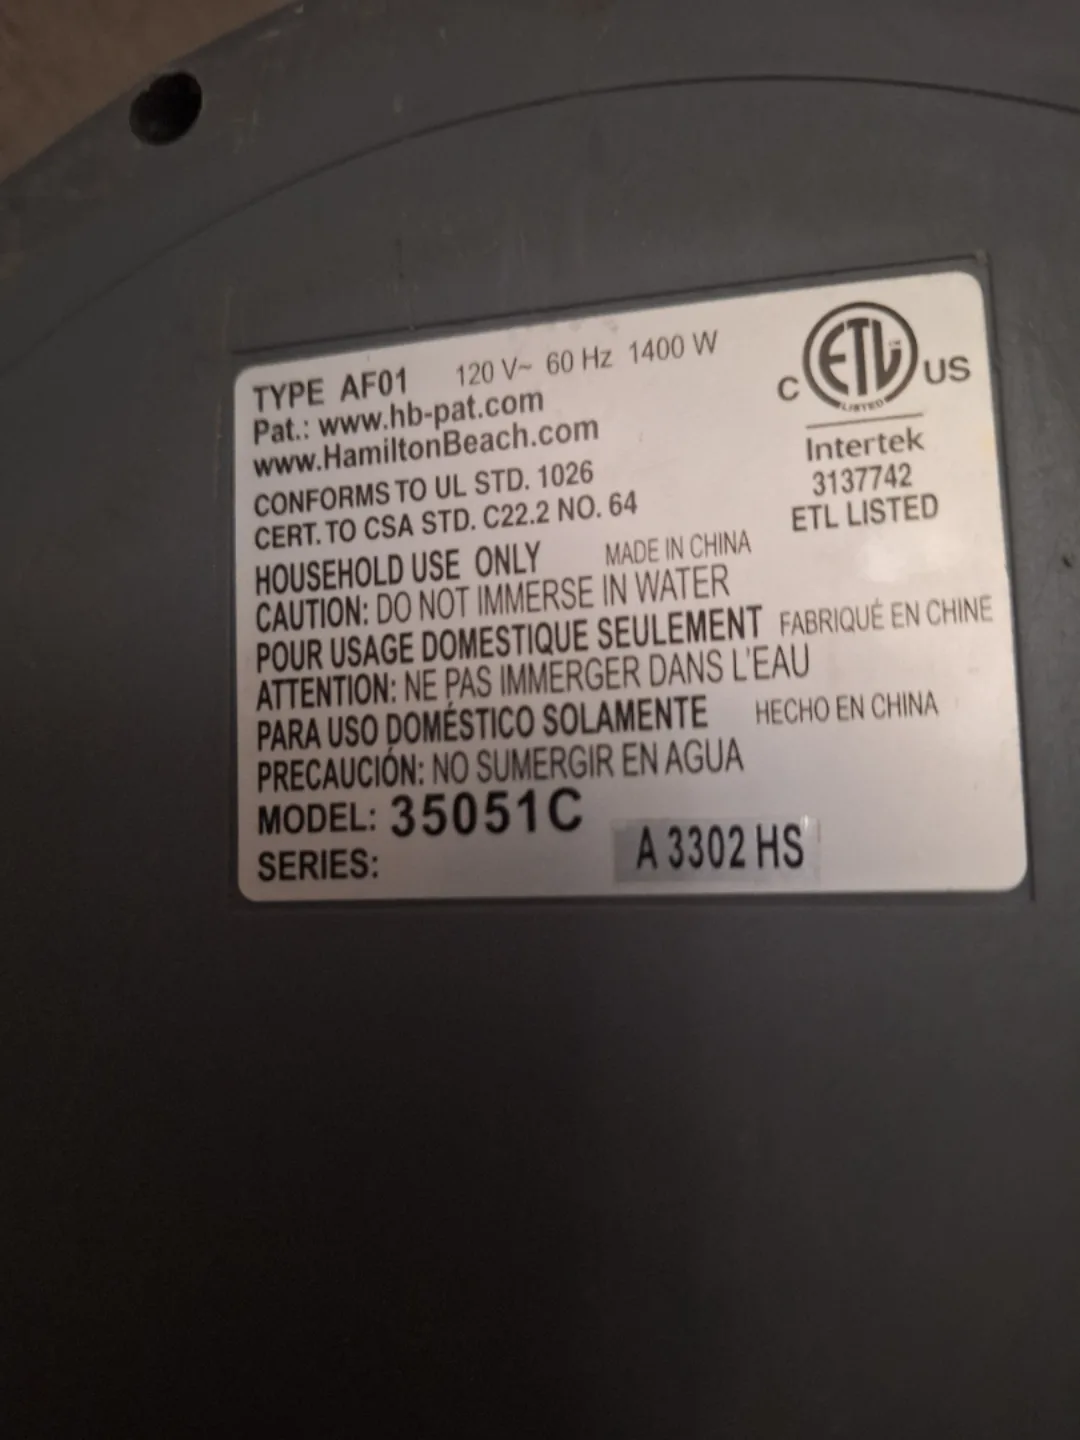 TYPE AF01 120 V~ 60 Hz 1400 W
Pat.: www.hb-pat.com
www.HamiltonBeach.com
CONFORMS TO UL STD. 1026
CERT. TO CSA STD. C22.2 NO. 64
C ETL US
LISTED
Intertek
3137742
ETL LISTED
HOUSEHOLD USE ONLY MADE IN CHINA
CAUTION: DO NOT IMMERSE IN WATER
POUR USAGE DOMESTIQUE SEULEMENT FABRIQUÉ EN CHINE
ATTENTION: NE PAS IMMERGER DANS L'EAU
PARA USO DOMÉSTICO SOLAMENTE HECHO EN CHINA
PRECAUCIÓN: NO SUMERGIR EN AGUA
MODEL: 35051C
SERIES: A 3302 HS